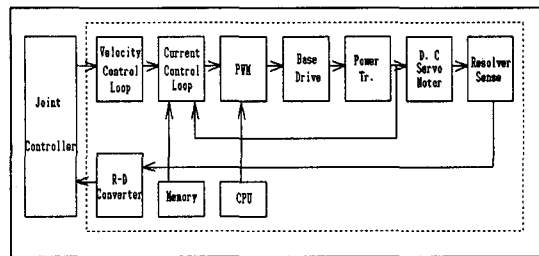 Joint
Controller
Velocity
Control
Loop
Current
Control
Loop
PWM
Base
Drive
Power
Tr.
D. C
Servo
Motor
Resolver
Sense
R-D
Converter
Memory
CPU